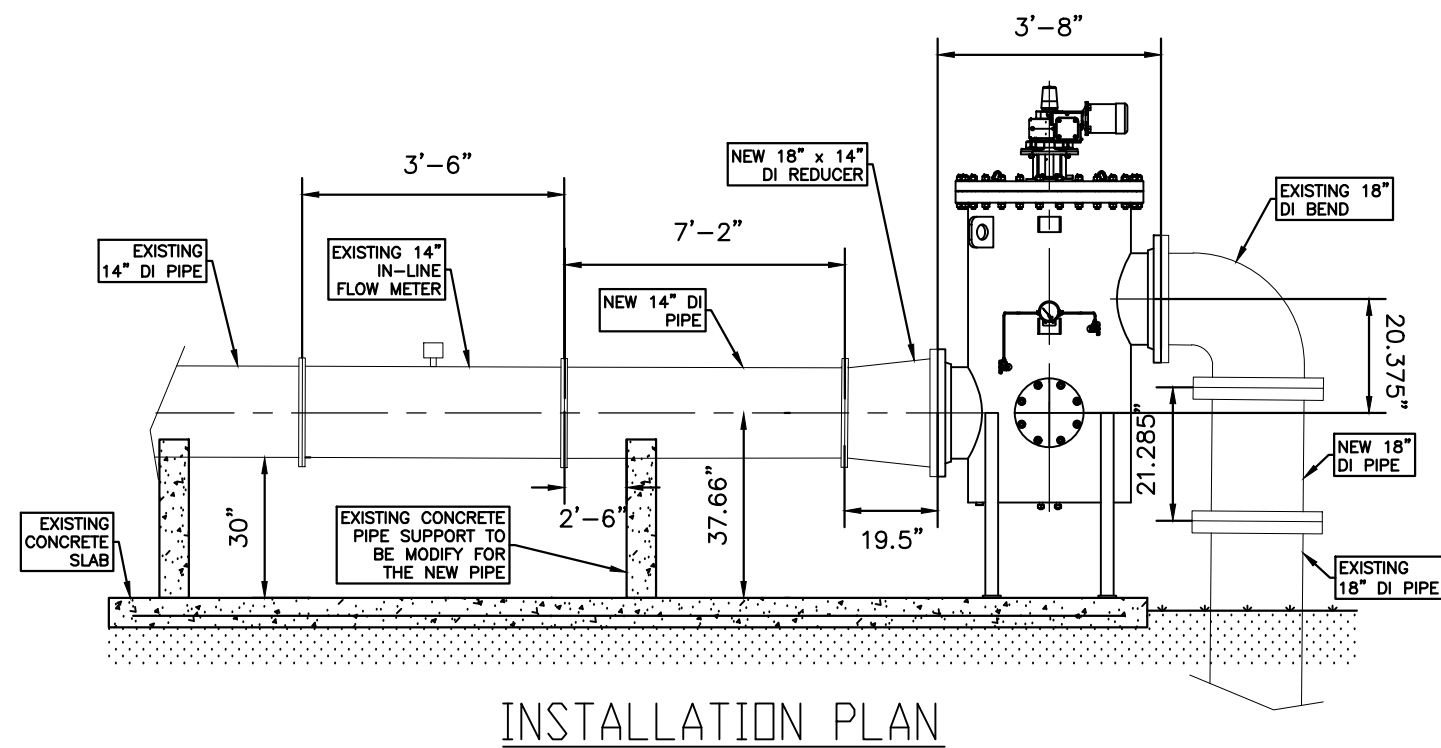 3'-8"
3'-6"
NEW 18" x 14"
DI REDUCER
EXISTING 18"
DI BEND
7'-2"
EXISTING
14" DI PIPE
EXISTING 14"
IN-LINE
FLOW METER
NEW 14" DI
PIPE
20.375"
21.285"
NEW 18"
DI PIPE
EXISTING
CONCRETE
SLAB
30"
2'-6"
EXISTING CONCRETE
PIPE SUPPORT TO
BE MODIFY FOR
THE NEW PIPE
37.66"
19.5"
EXISTING
18" DI PIPE
INSTALLATION PLAN